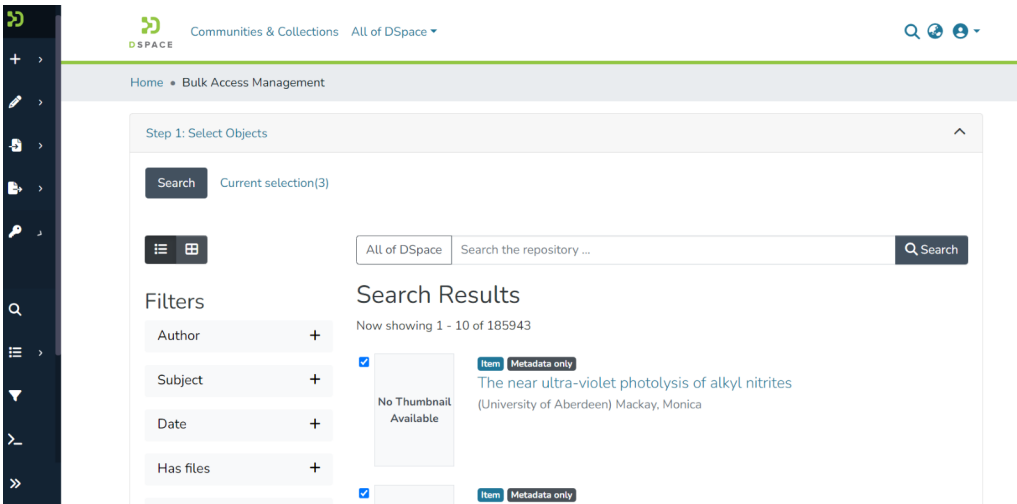 DSPACE
Communities & Collections All of DSpace
Home • Bulk Access Management
Step 1: Select Objects
Search Current selection(3)
All of DSpace Search the repository ... Search
Filters
Author
Subject
Date
Has files
Search Results
Now showing 1 - 10 of 185943
Item Metadata only
The near ultra-violet photolysis of alkyl nitrites
(University of Aberdeen) Mackay, Monica
No Thumbnail
Available
Item Metadata only